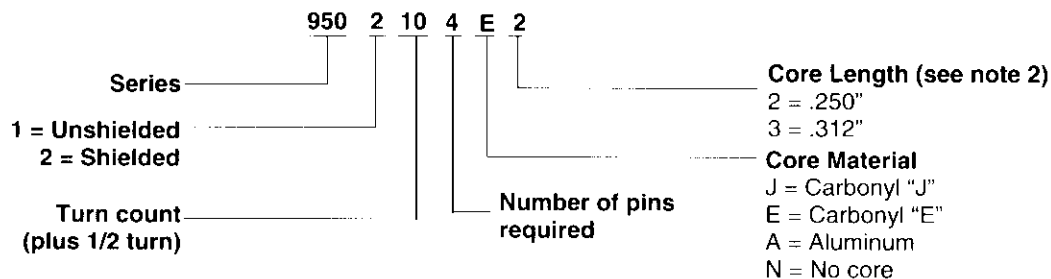 950 2 10 4 E 2
Series
1 = Unshielded
2 = Shielded
Turn count
(plus 1/2 turn)
Number of pins
required
Core Length (see note 2)
2 = .250"
3 = .312"
Core Material
J = Carbonyl “J”
E = Carbonyl “E”
A = Aluminum
N = No core